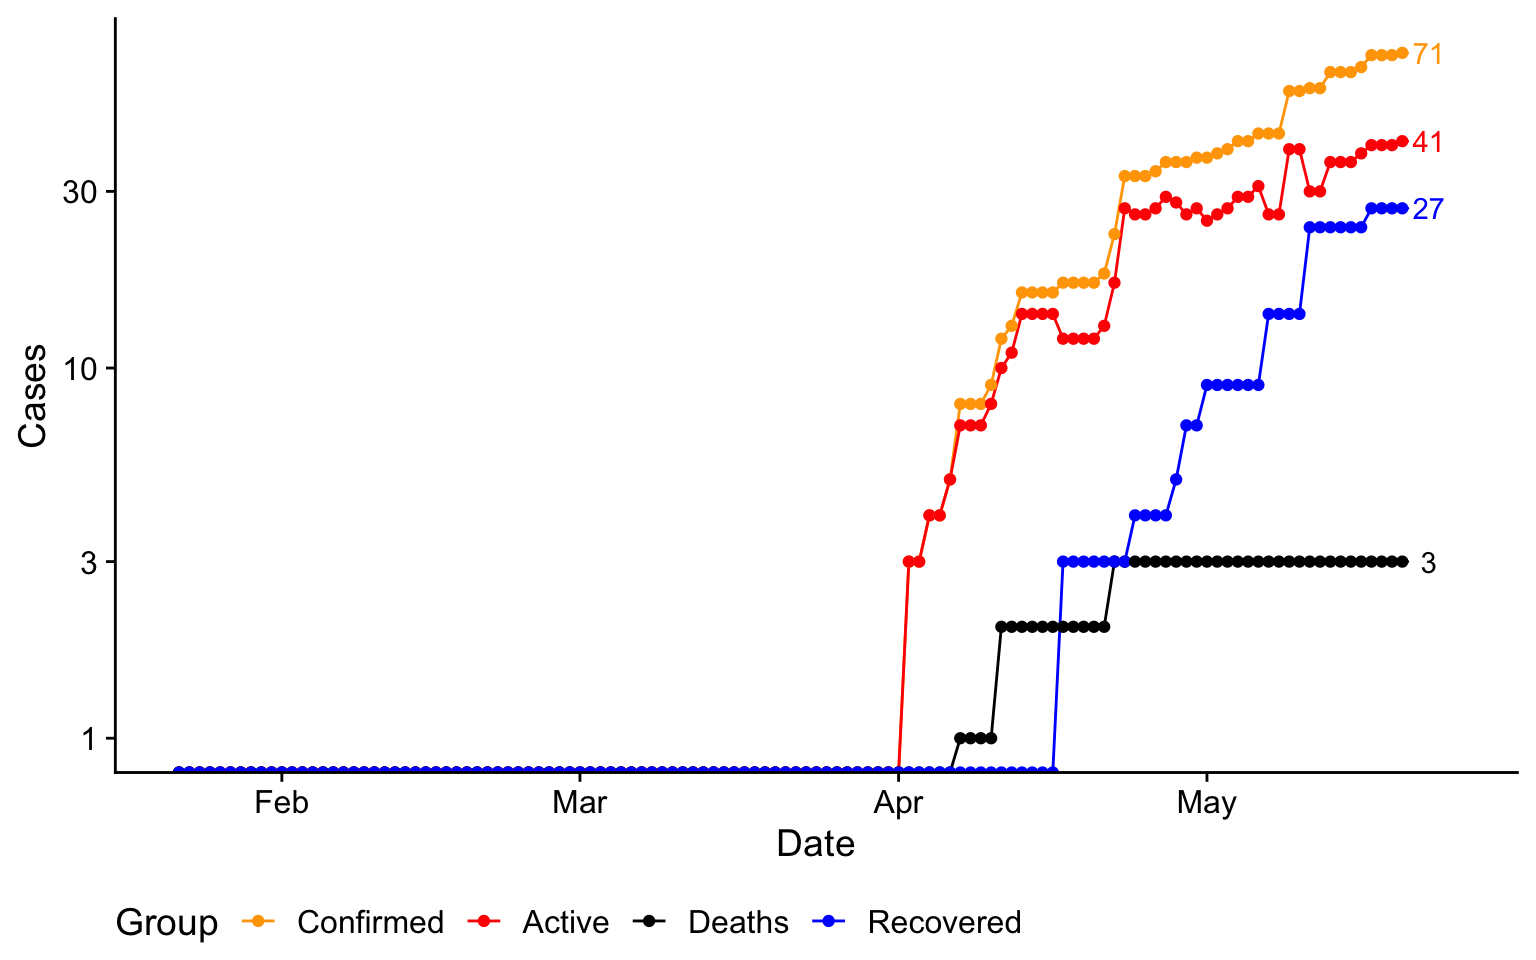 71
41
30
27
10
Cases
3
3
1
Feb Mar Apr May
Date
Group Confirmed Active Deaths Recovered